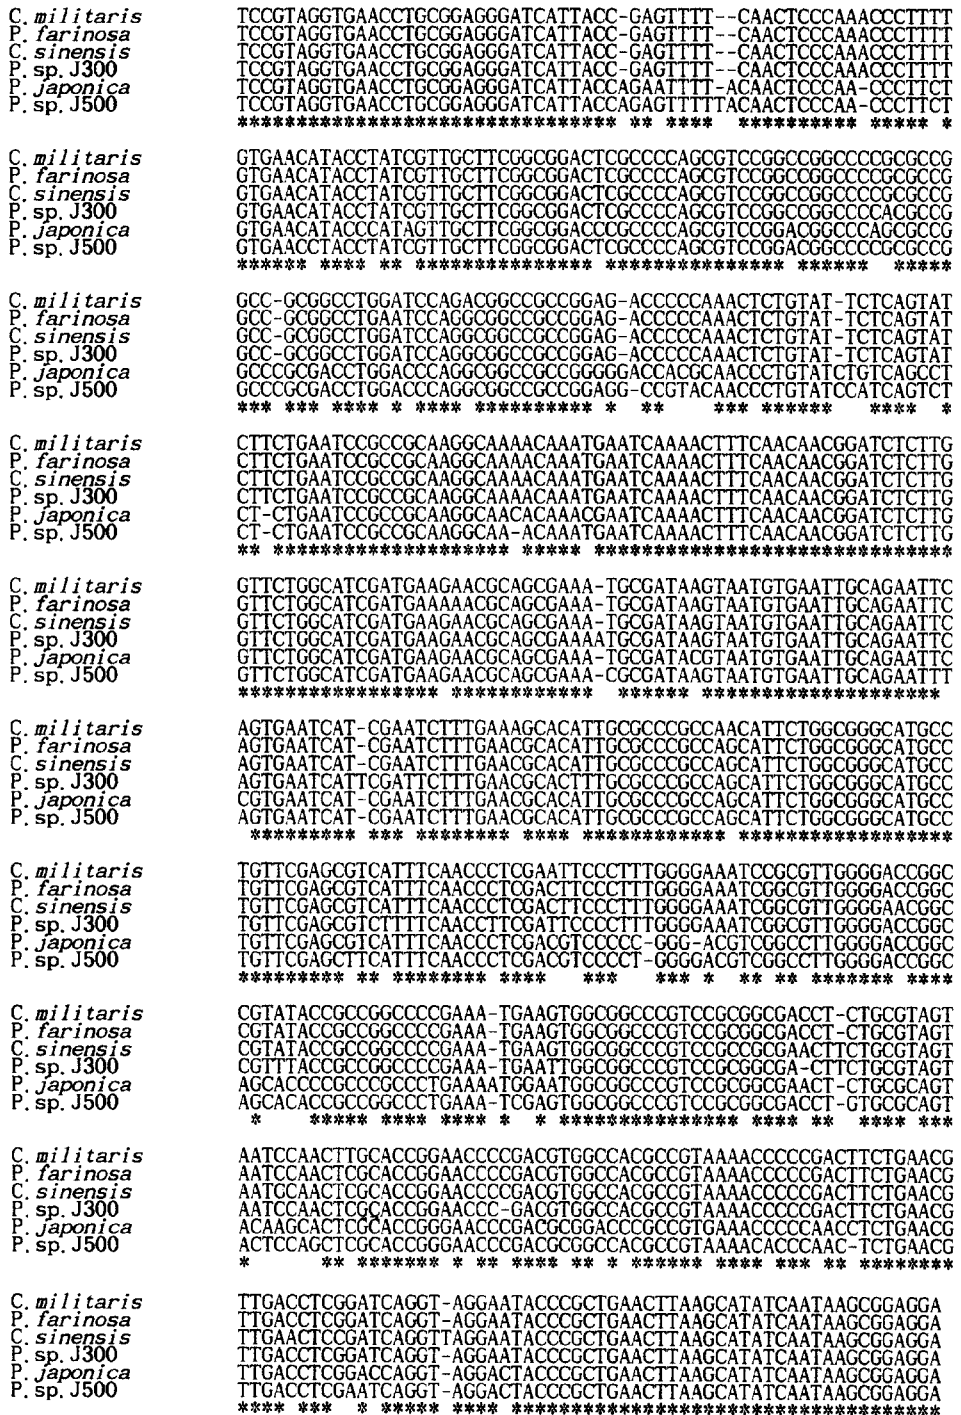 C. militaris TCCGTAGGTGAACCTGCGGAGGGATCATTACC-GAGTTTT--CAACTCCCAAACCCTTTT
P. farinosa TCCGTAGGTGAACCTGCGGAGGGATCATTACC-GAGTTTT--CAACTCCCAAACCCTTTT
C. sinensis TCCGTAGGTGAACCTGCGGAGGGATCATTACC-GAGTTTT--CAACTCCCAAACCCTTTT
P. sp. J300 TCCGTAGGTGAACCTGCGGAGGGATCATTACC-GAGTTTT--CAACTCCCAAACCCTTTT
P. japonica TCCGTAGGTGAACCTGCGGAGGGATCATTACCAGAATTTT-ACAACTCCCAA-CCCTTCT
P. sp. J500 TCCGTAGGTGAACCTGCGGAGGGATCATTACCAGAGTTTTTACAACTCCCAA-CCCTTCT
******************************** ** ****  ********** ***** *
C. militaris GTGAACATACCTATCGTTGCTTCGGCGGACTCGCCCCAGCGTCCGGCCGGCCCCGCGCCG
P. farinosa GTGAACATACCTATCGTTGCTTCGGCGGACTCGCCCCAGCGTCCGGCCGGCCCCGCGCCG
C. sinensis GTGAACATACCTATCGTTGCTTCGGCGGACTCGCCCCAGCGTCCGGCCGGCCCCGCGCCG
P. sp. J300 GTGAACATACCTATCGTTGCTTCGGCGGACTCGCCCCAGCGTCCGGCCGGCCCCACGCCG
P. japonica GTGAACATACCCATAGTTGCTTCGGCGGACCCGCCCCAGCGTCCGGACGGCCCAGCGCCG
P. sp. J500 GTGAACCTACCTATCGTTGCTTCGGCGGACTCGCCCCAGCGTCCGGACGGCCCCGCGCCG
****** **** ** *************** *************** ******  *****
C. militaris GCC-GCGGCCTGGATCCAGACGGCCGCCGGAG-ACCCCCAAACTCTGTAT-TCTCAGTAT
P. farinosa GCC-GCGGCCTGAATCCAGGCGGCCGCCGGAG-ACCCCCAAACTCTGTAT-TCTCAGTAT
C. sinensis GCC-GCGGCCTGGATCCAGGCGGCCGCCGGAG-ACCCCCAAACTCTGTAT-TCTCAGTAT
P. sp. J300 GCC-GCGGCCTGGATCCAGGCGGCCGCCGGAG-ACCCCCAAACTCTGTAT-TCTCAGTAT
P. japonica GCCCGCGACCTGGACCCAGGCGGCCGCCGGGGGACCACGCAACCCTGTATCTGTCAGCCT
P. sp. J500 GCCCGCGACCTGGACCCAGGCGGCCGCCGGAGG-CCGTACAACCCTGTATCCATCAGTCT
*** *** **** * **** ********** *  **    *** ******   ****  *
C. militaris CTTCTGAATCCGCCGCAAGGCAAAACAAATGAATCAAAACTTTCAACAACGGATCTCTTG
P. farinosa CTTCTGAATCCGCCGCAAGGCAAAACAAATGAATCAAAACTTTCAACAACGGATCTCTTG
C. sinensis CTTCTGAATCCGCCGCAAGGCAAAACAAATGAATCAAAACTTTCAACAACGGATCTCTTG
P. sp. J300 CTTCTGAATCCGCCGCAAGGCAAAACAAATGAATCAAAACTTTCAACAACGGATCTCTTG
P. japonica CT-CTGAATCCGCCGCAAGGCAACACAAACGAATCAAAACTTTCAACAACGGATCTCTTG
P. sp. J500 CT-CTGAATCCGCCGCAAGGCAA-ACAAATGAATCAAAACTTTCAACAACGGATCTCTTG
** ******************** ***** ******************************
C. militaris GTTCTGGCATCGATGAAGAACGCAGCGAAA-TGCGATAAGTAATGTGAATTGCAGAATTC
P. farinosa GTTCTGGCATCGATGAAAAACGCAGCGAAA-TGCGATAAGTAATGTGAATTGCAGAATTC
C. sinensis GTTCTGGCATCGATGAAGAACGCAGCGAAA-TGCGATAAGTAATGTGAATTGCAGAATTC
P. sp. J300 GTTCTGGCATCGATGAAGAACGCAGCGAAAATGCGATAAGTAATGTGAATTGCAGAATTC
P. japonica GTTCTGGCATCGATGAAGAACGCAGCGAAA-TGCGATACGTAATGTGAATTGCAGAATTC
P. sp. J500 GTTCTGGCATCGATGAAGAACGCAGCGAAA-CGCGATAAGTAATGTGAATTGCAGAATTT
***************** ************  ****** ********************
C. militaris AGTGAATCAT-CGAATCTTTGAAAGCACATTGCGCCCGCCAACATTCTGGCGGGCATGCC
P. farinosa AGTGAATCAT-CGAATCTTTGAACGCACATTGCGCCCGCCAGCATTCTGGCGGGCATGCC
C. sinensis AGTGAATCAT-CGAATCTTTGAACGCACATTGCGCCCGCCAGCATTCTGGCGGGCATGCC
P. sp. J300 AGTGAATCATTCGATTCTTTGAACGCACTTTGCGCCCGCCAGCATTCTGGCGGGCATGCC
P. japonica CGTGAATCAT-CGAATCTTTGAACGCACATTGCGCCCGCCAGCATTCTGGCGGGCATGCC
P. sp. J500 AGTGAATCAT-CGAATCTTTGAACGCACATTGCGCCCGCCAGCATTCTGGCGGGCATGCC
********* *** ******** **** ************ ******************
C. militaris TGTTCGAGCGTCATTTCAACCCTCGAATTCCCTTTGGGGAAATCCGCGTTGGGGACCGGC
P. farinosa TGTTCGAGCGTCATTTCAACCCTCGACTTCCCTTTGGGGAAATCGGCGTTGGGGACCGGC
C. sinensis TGTTCGAGCGTCATTTCAACCCTCGACTTCCCTTTGGGGAAATCGGCGTTGGGGAACGGC
P. sp. J300 TGTTCGAGCGTCTTTTCAACCTTCGATTCCCCTTTGGGGAAATCGGCGTTGGGGACCGGC
P. japonica TGTTCGAGCGTCATTTCAACCCTCGACGTCCCCC-GGG-ACGTCGGCCTTGGGGACCGGC
P. sp. J500 TGTTCGAGCTTCATTTCAACCCTCGACGTCCCCT-GGGGACGTCGGCCTTGGGGACCGGC
********* ** ******** ****   ***   *** *  ** ** ******* ****
C. militaris CGTATACCGCCGGCCCCGAAA-TGAAGTGGCGGCCCGTCCGCGGCGACCT-CTGCGTAGT
P. farinosa CGTATACCGCCGGCCCCGAAA-TGAAGTGGCGGCCCGTCCGCGGCGACCT-CTGCGTAGT
C. sinensis CGTATACCGCCGGCCCCGAAA-TGAAGTGGCGGCCCGTCCGCCGCGAACTTCTGCGTAGT
P. sp. J300 CGTTTACCGCCGGCCCCGAAA-TGAATTGGCGGCCCGTCCGCGGCGA-CTTCTGCGTAGT
P. japonica AGCACCCCGCCCGCCCTGAAAATGGAATGGCGGCCCGTCCGCGGCGAACT-CTGCGCAGT
P. sp. J500 AGCACACCGCCGGCCCTGAAA-TCGAGTGGCGGCCCGTCCGCGGCGACCT-GTGCGCAGT
*    ***** **** **** *  * *************** **** **  **** ***
C. militaris AATCCAACTTGCACCGGAACCCCGACGTGGCCACGCCGTAAAACCCCCGACTTCTGAACG
P. farinosa AATCCAACTCGCACCGGAACCCCGACGTGGCCACGCCGTAAAACCCCCGACTTCTGAACG
C. sinensis AATGCAACTCGCACCGGAACCCCGACGTGGCCACGCCGTAAAACCCCCGACTTCTGAACG
P. sp. J300 AATCCAACTCGCACCGGAACCC-GACGTGGCCACGCCGTAAAACCCCCGACTTCTGAACG
P. japonica ACAAGCACTCGCACCGGGAACCCGACGCGGACCCGCCGTGAAACCCCCAACCTCTGAACG
P. sp. J500 ACTCCAGCTCGCACCGGGAACCCGACGCGGCCACGCCGTAAAACACCCAAC-TCTGAACG
*      ** ******* * ** **** ** * ****** **** *** ** ********
C. militaris TTGACCTCGGATCAGGT-AGGAATACCCGCTGAACTTAAGCATATCAATAAGCGGAGGA
P. farinosa TTGACCTCGGATCAGGT-AGGAATACCCGCTGAACTTAAGCATATCAATAAGCGGAGGA
C. sinensis TTGAACTCCGATCAGGTTAGGAATACCCGCTGAACTTAAGCATATCAATAAGCGGAGGA
P. sp. J300 TTGACCTCGGATCAGGT-AGGAATACCCGCTGAACTTAAGCATATCAATAAGCGGAGGA
P. japonica TTGACCTCGGACCAGGT-AGGACTACCCGCTGAACTTAAGCATATCAATAAGCGGAGGA
P. sp. J500 TTGACCTCGAATCAGGT-AGGACTACCCGCTGAACTTAAGCATATCAATAAGCGGAGGA
**** ***  * ***** **** ************************************